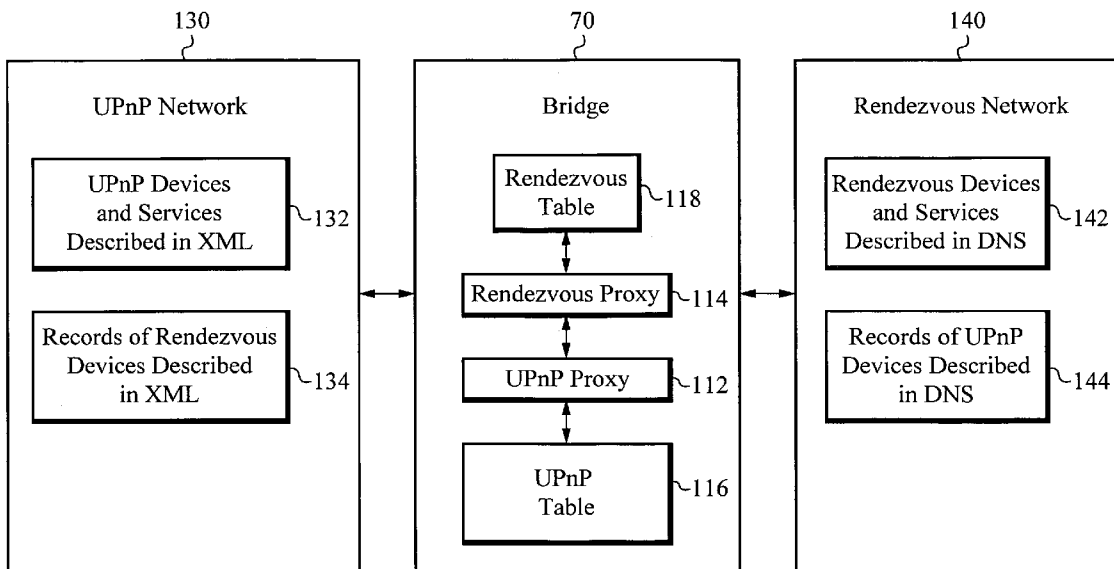 130
70
140
UPnP Network
Bridge
Rendezvous Network
UPnP Devices
and Services
Described in XML
132
Records of Rendezvous
Devices Described
in XML
134
Rendezvous
Table
118
Rendezvous Proxy
114
UPnP Proxy
112
UPnP
Table
116
Rendezvous Devices
and Services
Described in DNS
142
Records of UPnP
Devices Described
in DNS
144